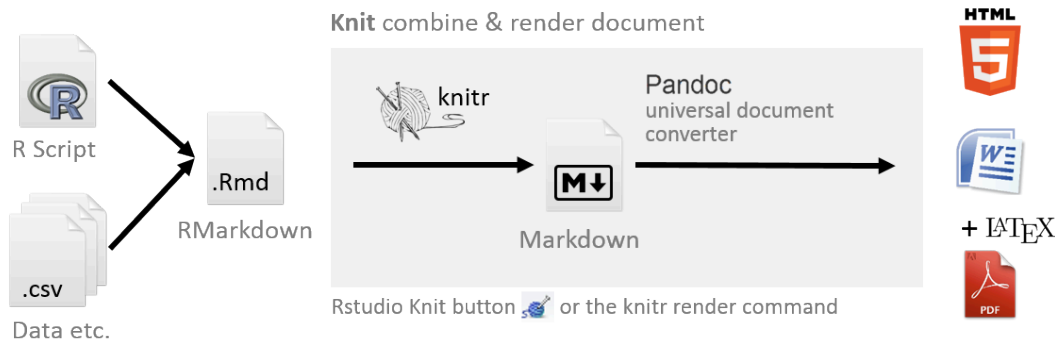 R
R Script
.csv
Data etc.
.Rmd
RMarkdown
Knit combine & render document
knitr
M
Markdown
Pandoc
universal document
converter
Rstudio Knit button or the knitr render command
HTML
5
W
+ LATEX
PDF